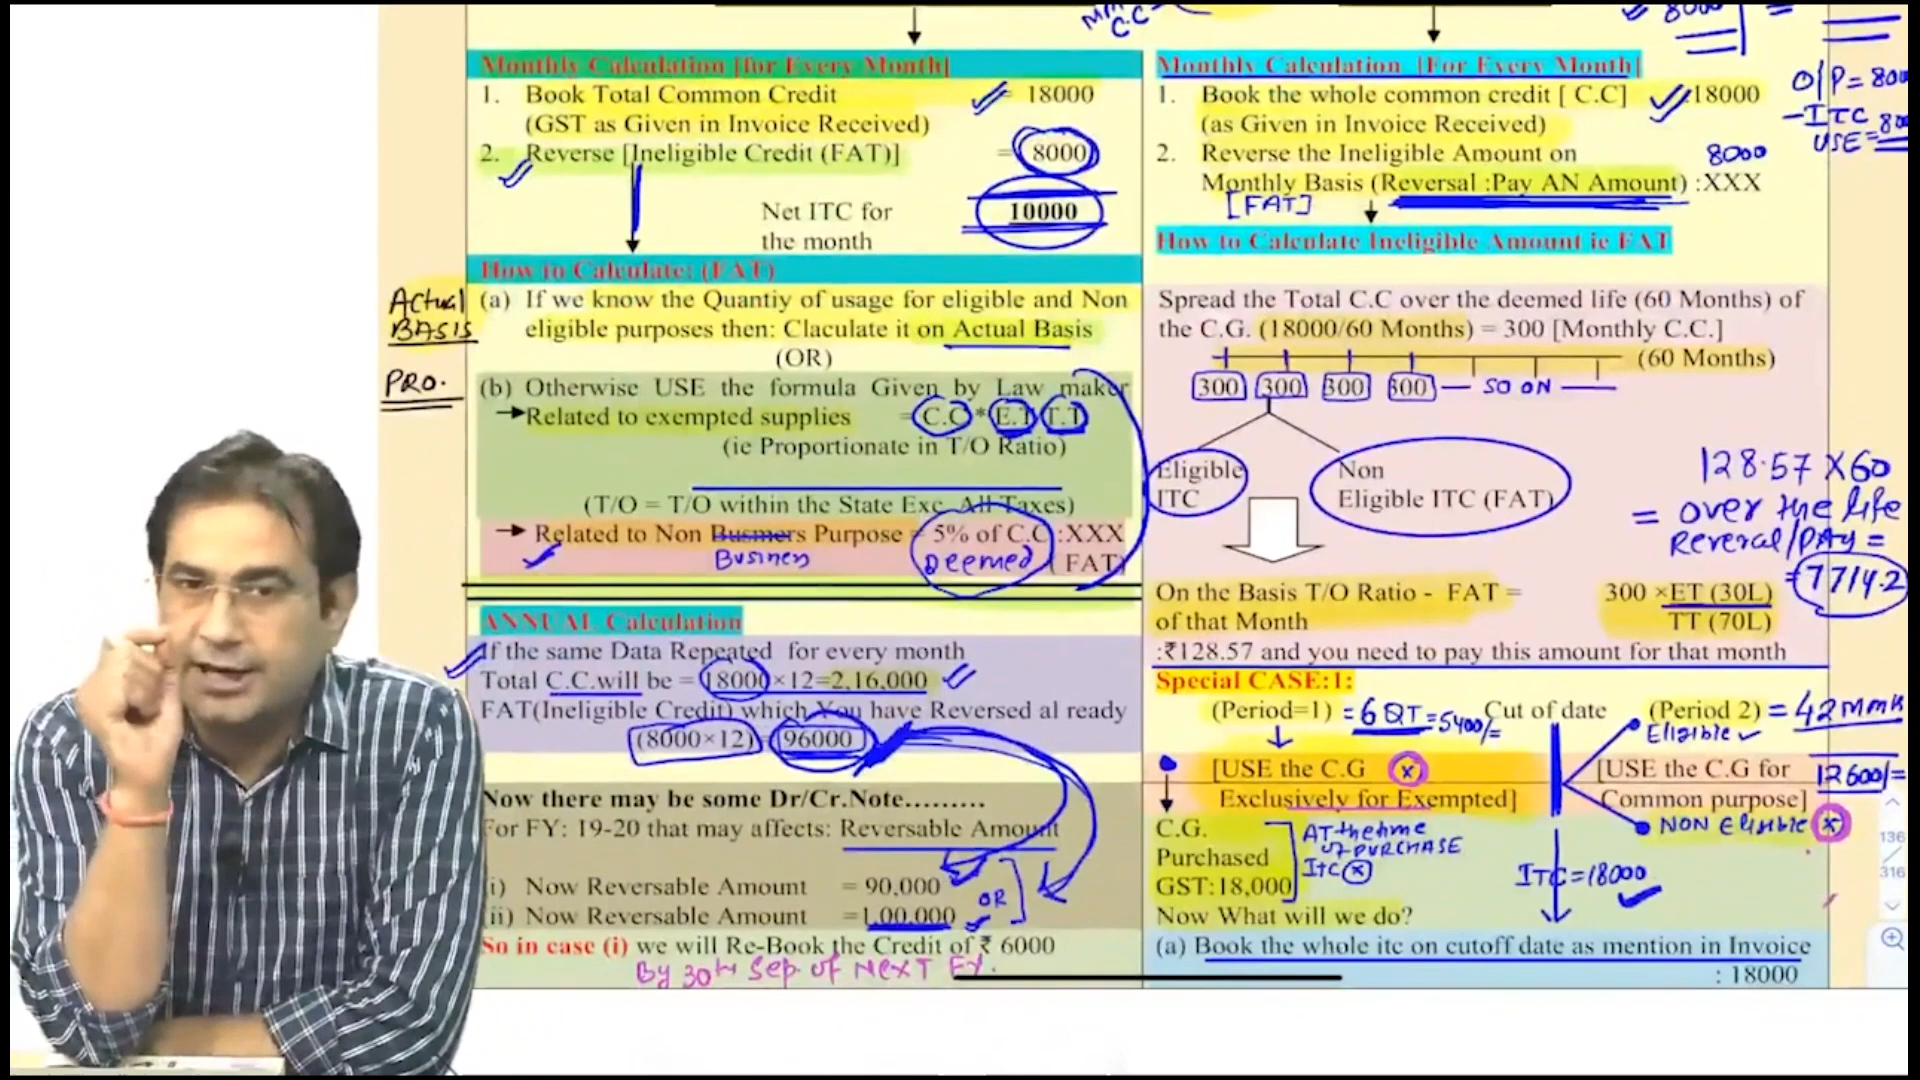 MM
C.C
8000
Monthly Calculation [for Every Month]
1. Book Total Common Credit = 18000
(GST as Given in Invoice Received)
2. Reverse [Ineligible Credit (FAT)] = 8000
Net ITC for 10000
the month
How to Calculate: (FAT)
Actual
BASIS
(a) If we know the Quantiy of usage for eligible and Non
eligible purposes then: Claculate it on Actual Basis
(OR)
PRO.
(b) Otherwise USE the formula Given by Law maker
→Related to exempted supplies = C.C * E.T T.T
(ie Proportionate in T/O Ratio)
(T/O = T/O within the State Exc. All Taxes)
→ Related to Non Busmers Purpose = 5% of C.C :XXX
Business Deemed (FAT)
ANNUAL Calculation
If the same Data Repeated for every month
Total C.C.will be = 18000×12=2,16,000
FAT(Ineligible Credit) which You have Reversed al ready
(8000×12) = 96000
Now there may be some Dr/Cr.Note.........
For FY: 19-20 that may affects: Reversable Amount
i) Now Reversable Amount = 90,000
OR
ii) Now Reversable Amount =1,00,000
So in case (i) we will Re-Book the Credit of ₹ 6000
By 30th Sep. of NEXT FY.
Monthly Calculation [For Every Month]
1. Book the whole common credit [ C.C] :18000
(as Given in Invoice Received)
2. Reverse the Ineligible Amount on 8000
Monthly Basis (Reversal :Pay AN Amount) :XXX
[FAT]
O/P = 800
-ITC
USE = 80
How to Calculate Ineligible Amount ie FAT
Spread the Total C.C over the deemed life (60 Months) of
the C.G. (18000/60 Months) = 300 [Monthly C.C.]
(60 Months)
300 300 300 300 — SO ON —
Eligible
ITC
Non
Eligible ITC (FAT)
128.57 X 60
= over the life
Reversal/PAY =
= 7714.2
On the Basis T/O Ratio - FAT = 300 ×ET (30L)
of that Month TT (70L)
:₹128.57 and you need to pay this amount for that month
Special CASE:1:
(Period=1) = 6 QT = 5400/= Cut of date (Period 2) = 42 MMK
Eligible
[USE the C.G (x)
Exclusively for Exempted]
[USE the C.G for 12600/=
Common purpose]
NON Eligible (x)
C.G.
Purchased
GST:18,000
AT the time
of PURCHASE
ITC (x)
ITC = 18000
Now What will we do?
(a) Book the whole itc on cutoff date as mention in Invoice
: 18000
136
/
316